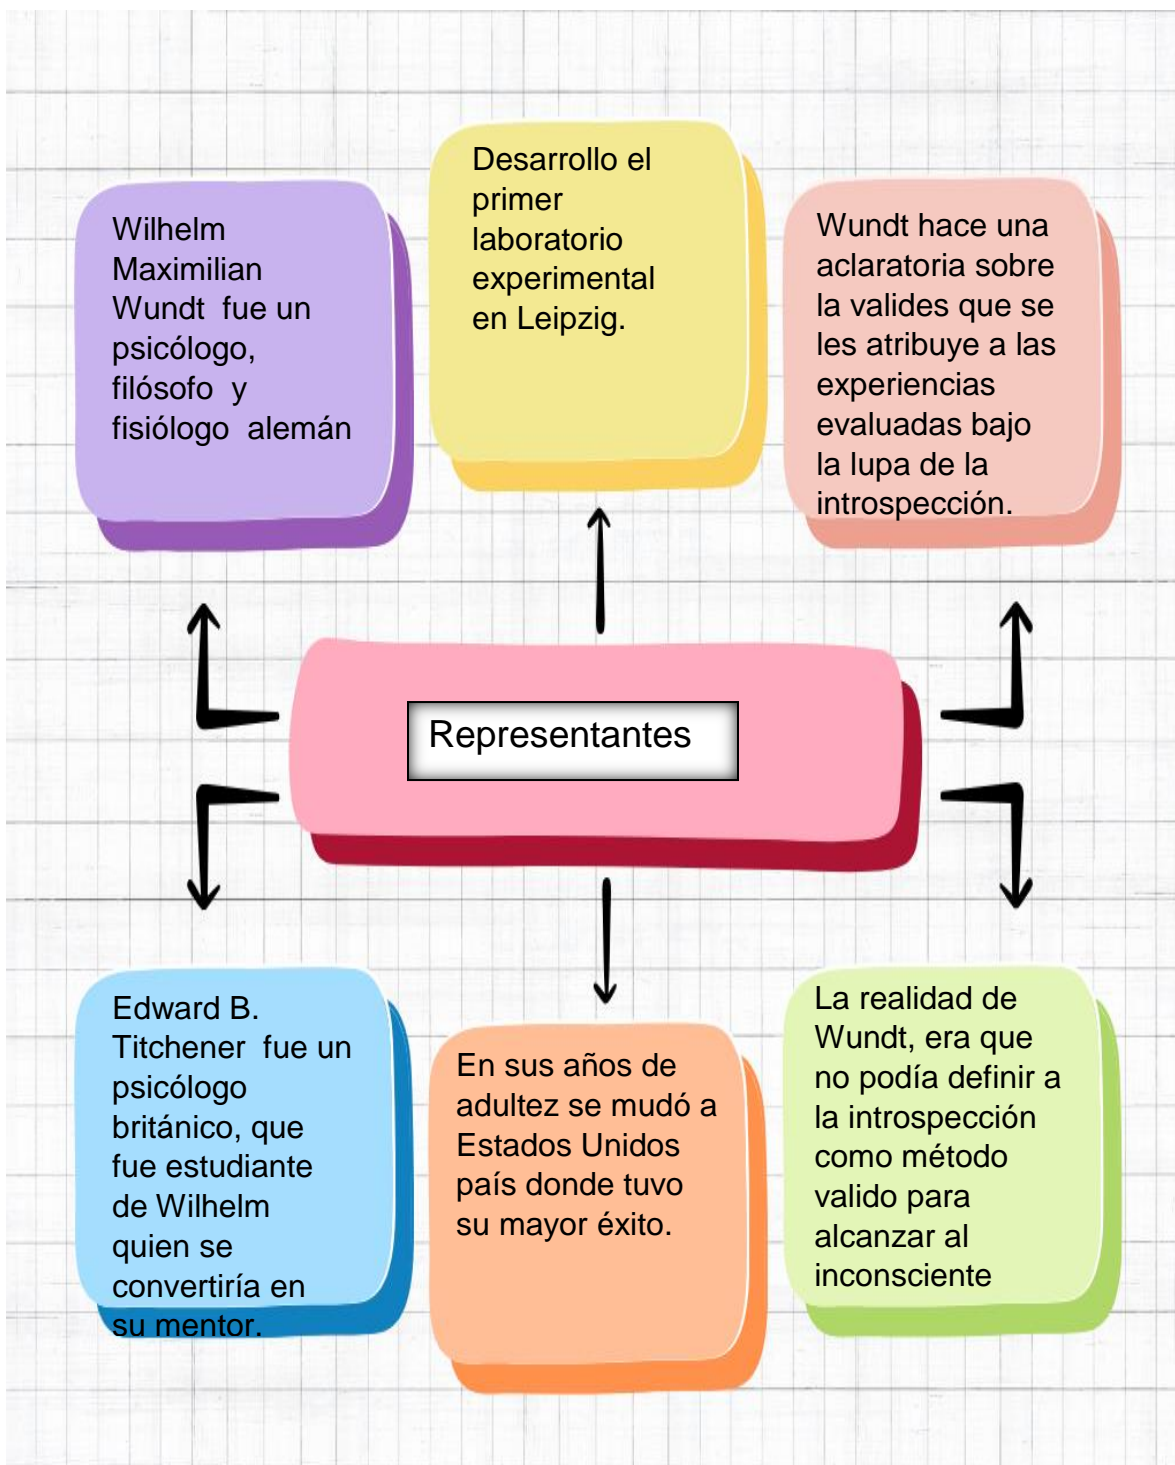 Wilhelm
Maximilian
Wundt  fue un
psicólogo,
filósofo  y
fisiólogo  alemán
Desarrollo el
primer
laboratorio
experimental
en Leipzig.
Wundt hace una
aclaratoria sobre
la valides que se
les atribuye a las
experiencias
evaluadas bajo
la lupa de la
introspección.
Representantes
Edward B.
Titchener  fue un
psicólogo
británico, que
fue estudiante
de Wilhelm
quien se
convertiría en
su mentor.
En sus años de
adultez se mudó a
Estados Unidos
país donde tuvo
su mayor éxito.
La realidad de
Wundt, era que
no podía definir a
la introspección
como método
valido para
alcanzar al
inconsciente